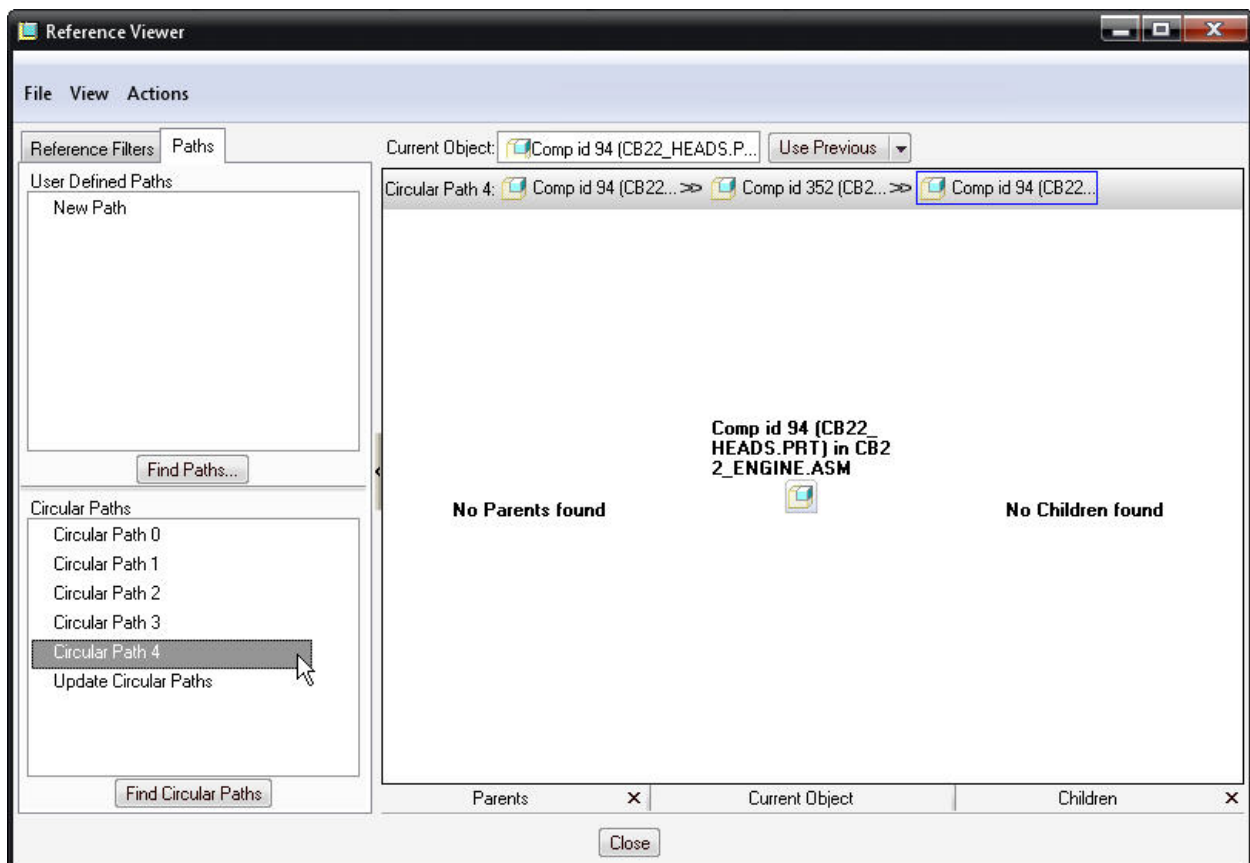 Reference Viewer
File View Actions
Reference Filters Paths
Current Object: Comp id 94 (CB22_HEADS.P... Use Previous
User Defined Paths
New Path
Find Paths...
Circular Paths
Circular Path 0
Circular Path 1
Circular Path 2
Circular Path 3
Circular Path 4
Update Circular Paths
Find Circular Paths
Circular Path 4: Comp id 94 (CB22... >> Comp id 352 (CB2... >> Comp id 94 (CB22...
Comp id 94 (CB22_
HEADS.PRT) in CB2
2_ENGINE.ASM
No Parents found
No Children found
Parents
Current Object
Children
Close